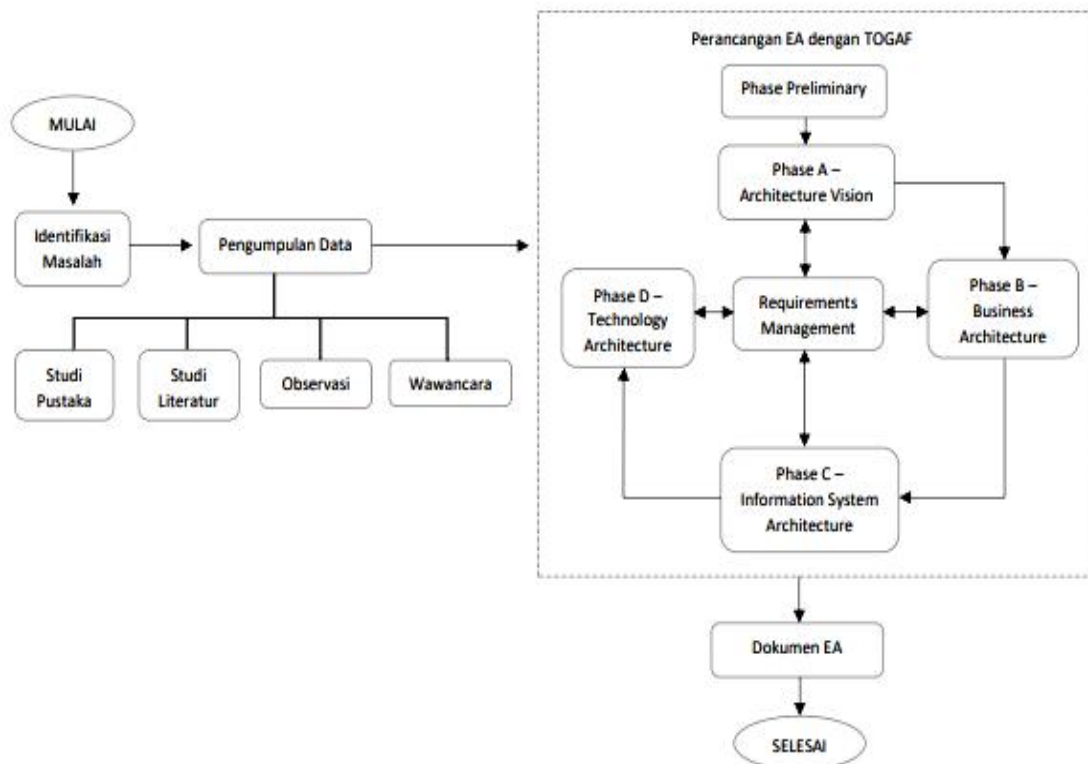 MULAI
Identifikasi
Masalah
Pengumpulan Data
Studi
Pustaka
Studi
Literatur
Observasi
Wawancara
Perancangan EA dengan TOGAF
Phase Preliminary
Phase A –
Architecture Vision
Phase B –
Business
Architecture
Requirements
Management
Phase D –
Technology
Architecture
Phase C –
Information System
Architecture
Dokumen EA
SELESAI